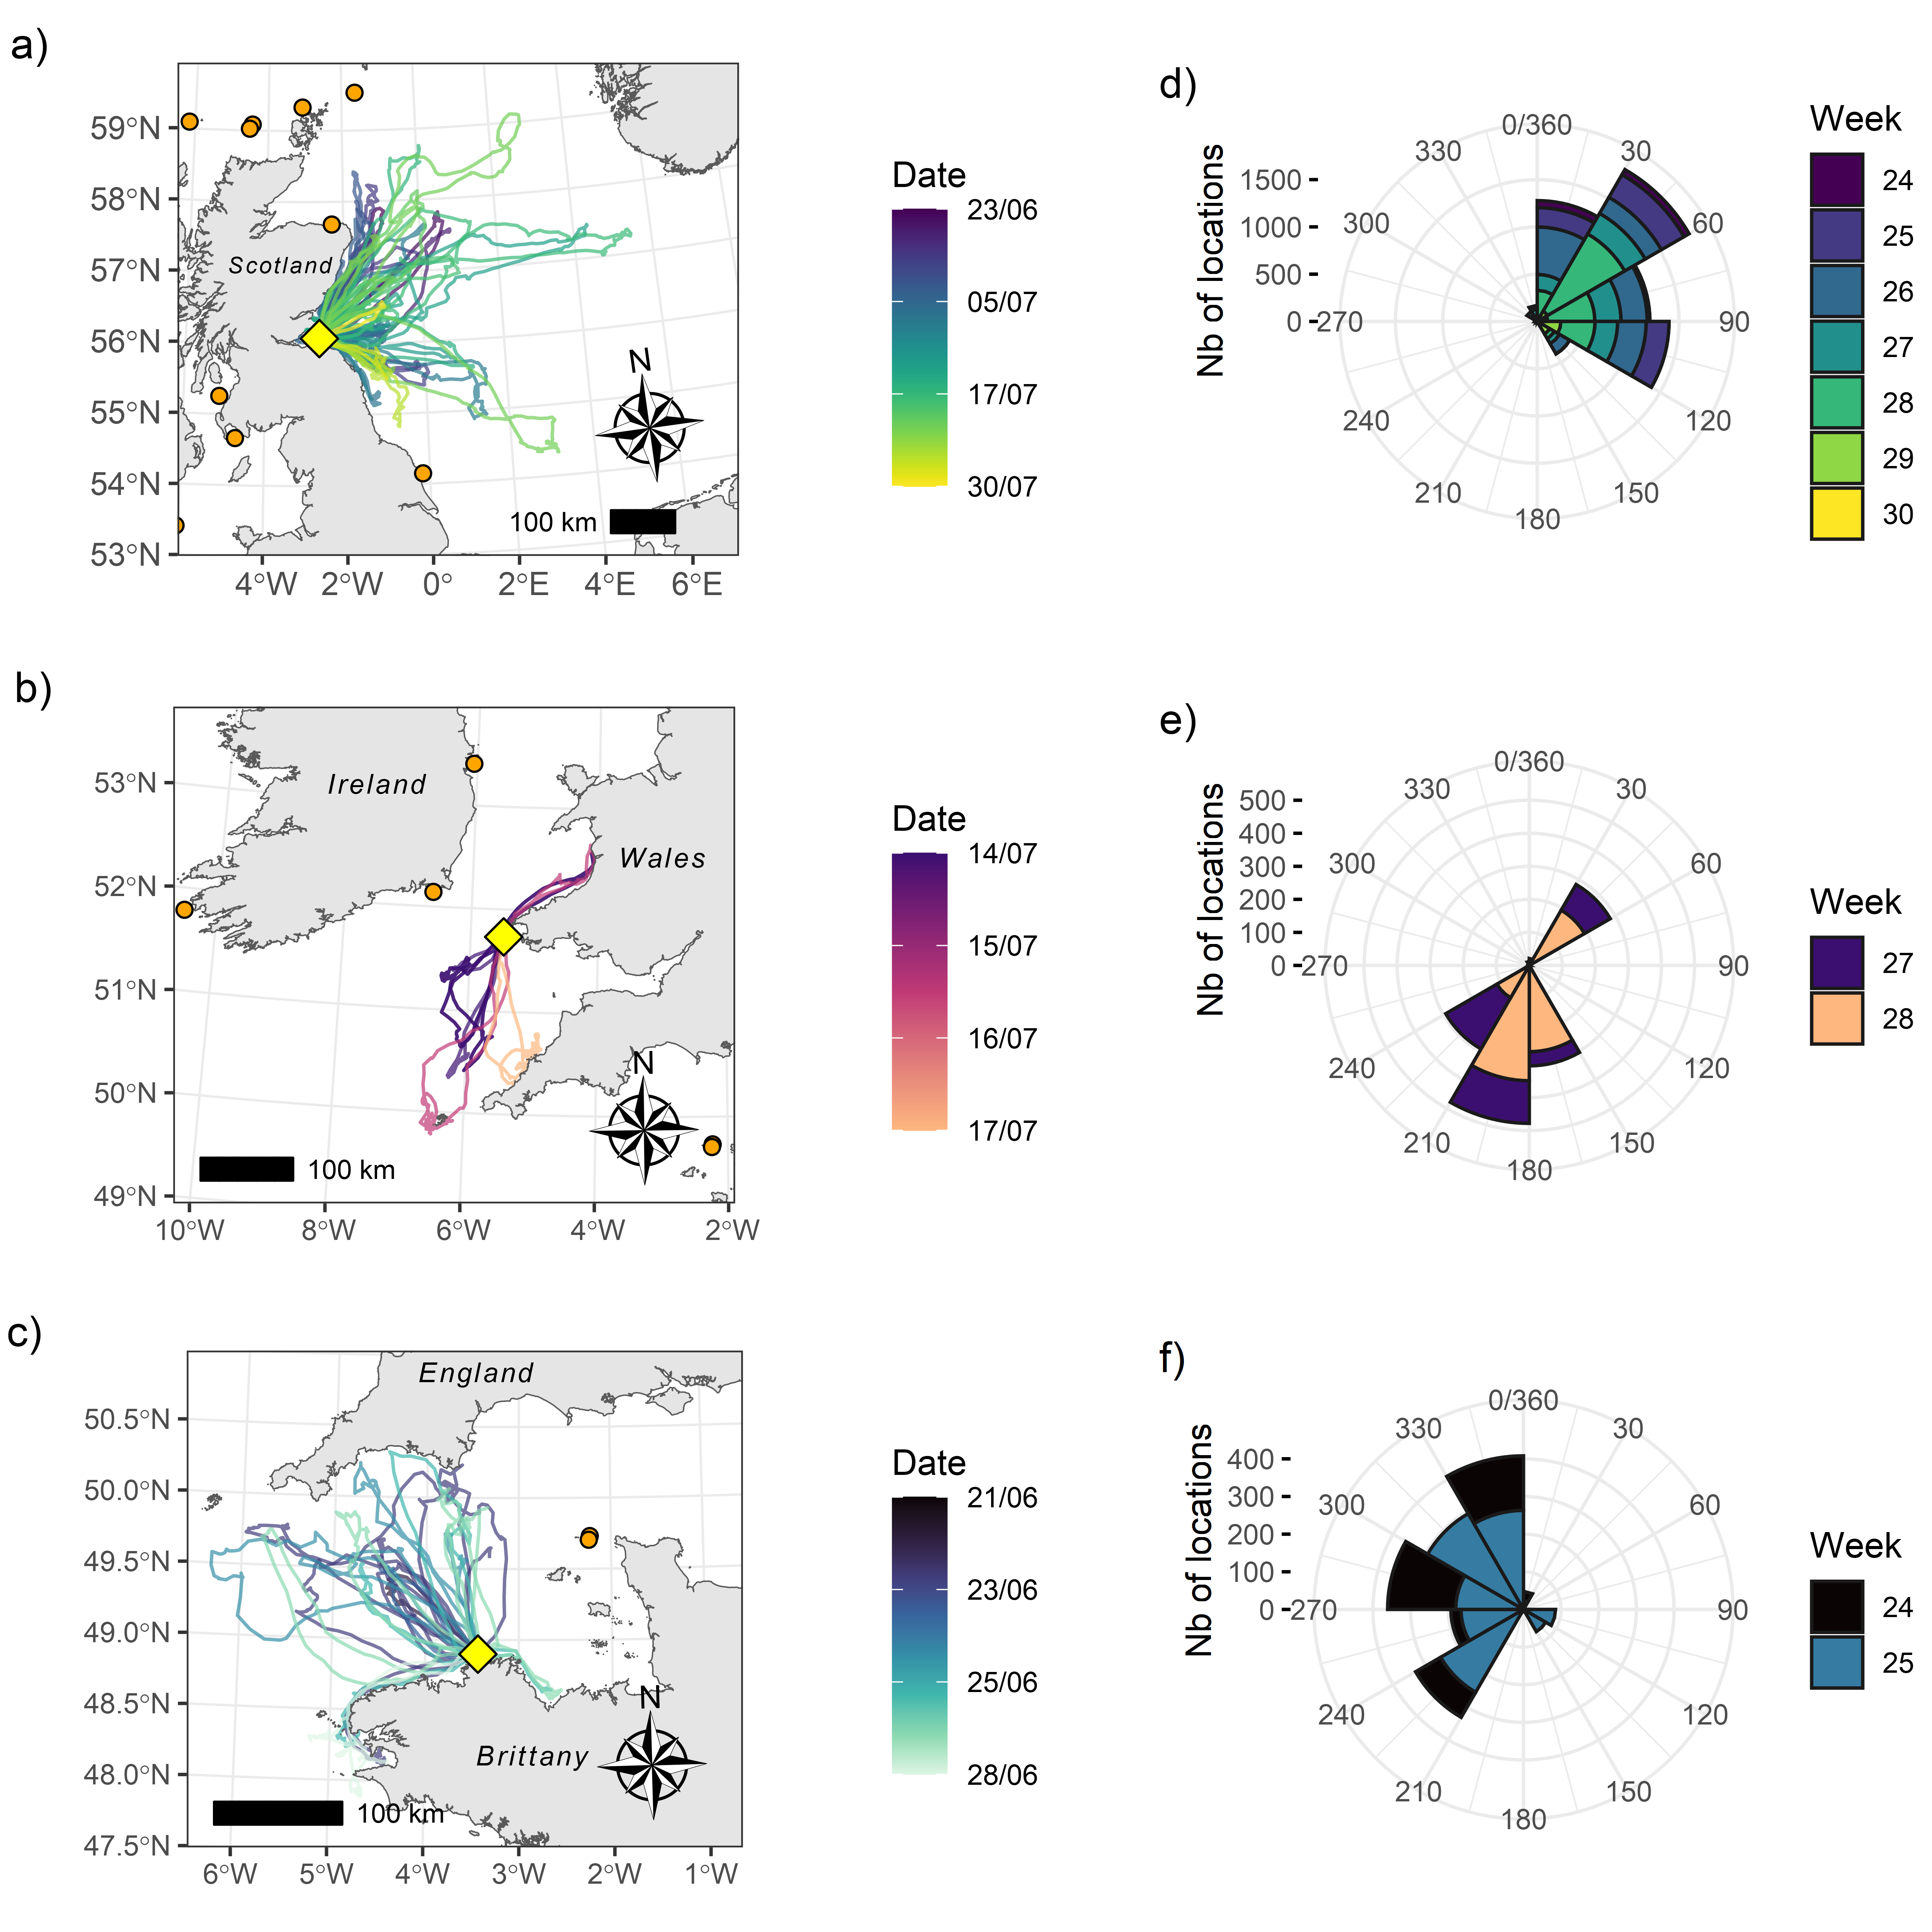 a)
59°N
58°N
57°N
56°N
55°N
54°N
53°N
4°W
2°W
0°
2°E
4°E
6°E
Scotland
N
100 km
Date
23/06
05/07
17/07
30/07
d)
Nb of locations
1500
1000
500
0
0/360
30
60
90
120
150
180
210
240
270
300
330
Week
24
25
26
27
28
29
30
b)
53°N
52°N
51°N
50°N
49°N
10°W
8°W
6°W
4°W
2°W
Ireland
Wales
N
100 km
Date
14/07
15/07
16/07
17/07
e)
Nb of locations
500
400
300
200
100
0
0/360
30
60
90
120
150
180
210
240
270
300
330
Week
27
28
c)
50.5°N
50.0°N
49.5°N
49.0°N
48.5°N
48.0°N
47.5°N
6°W
5°W
4°W
3°W
2°W
1°W
England
Brittany
N
100 km
Date
21/06
23/06
25/06
28/06
f)
Nb of locations
400
300
200
100
0
0/360
30
60
90
120
150
180
210
240
270
300
330
Week
24
25